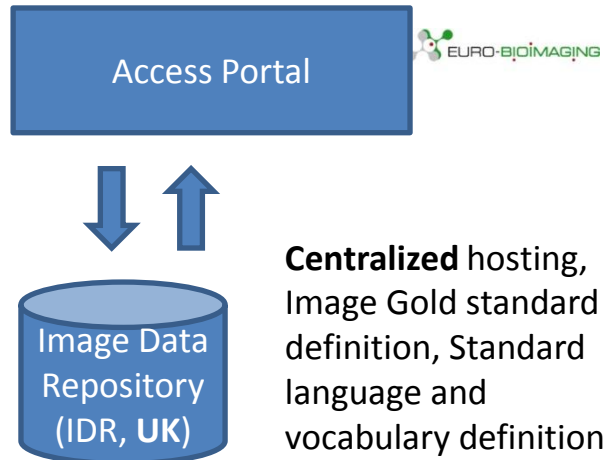 Access Portal
EURO-BIOIMAGING
Centralized hosting,
Image Gold standard
definition, Standard
language and
vocabulary definition
Image Data
Repository
(IDR, UK)